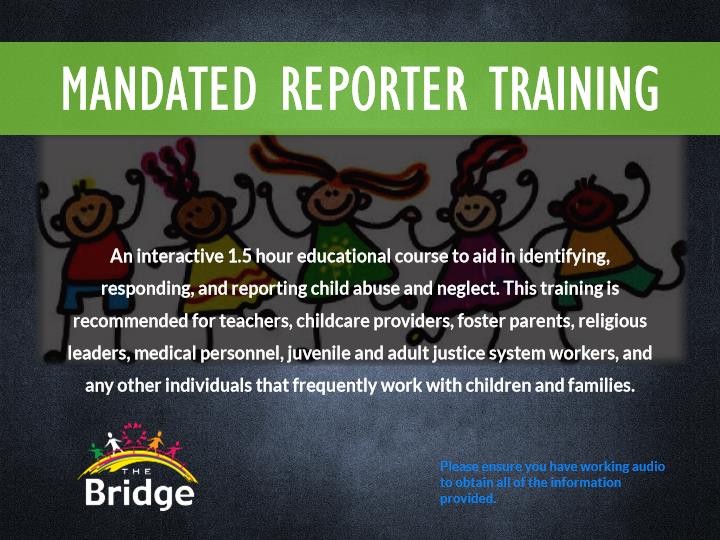 MANDATED REPORTER TRAINING
An interactive 1.5 hour educational course to aid in identifying,
responding, and reporting child abuse and neglect. This training is
recommended for teachers, childcare providers, foster parents, religious
leaders, medical personnel, juvenile and adult justice system workers, and
any other individuals that frequently work with children and families.
THE
Bridge
Please ensure you have working audio
to obtain all of the information
provided.